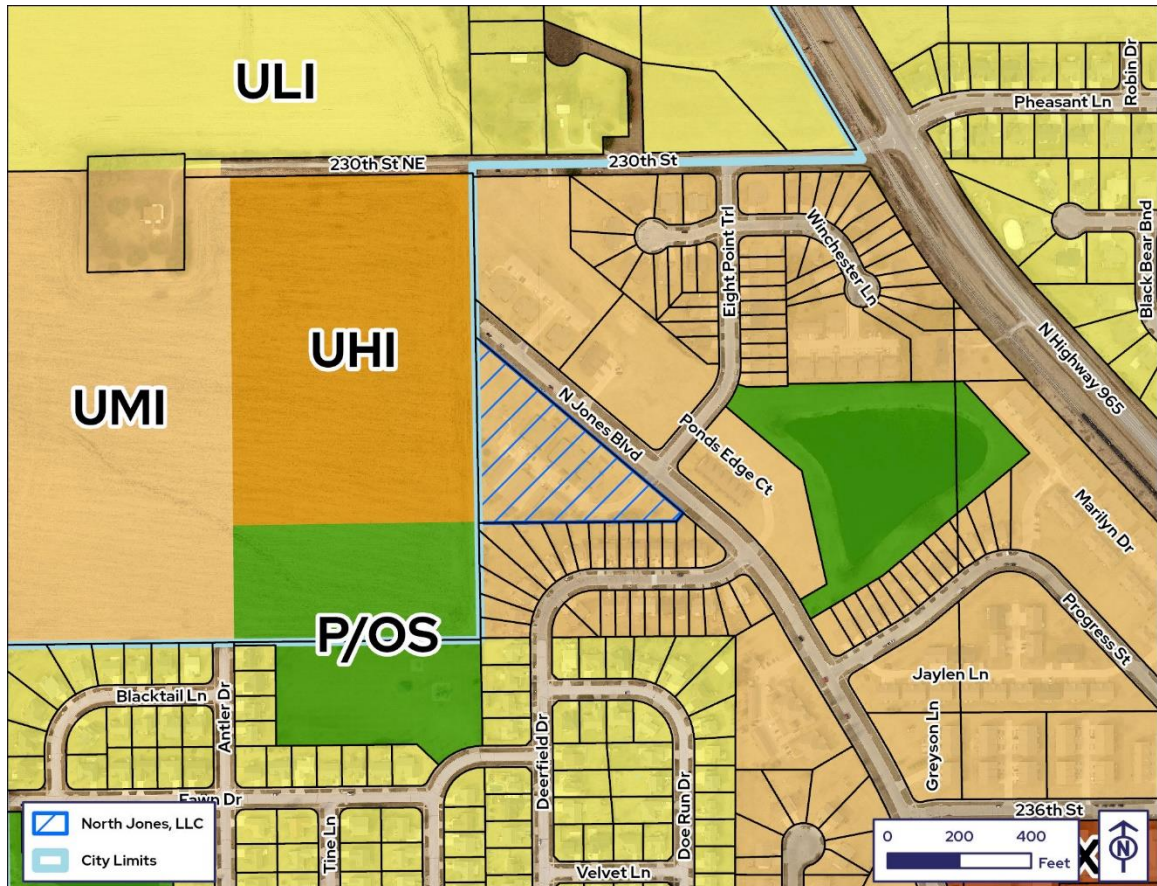 ULI
Pheasant Ln
Robin Dr
230th St NE
230th St
Black Bear Bnd
Winchester Ln
Eight Point Trl
UHI
UMI
N Highway 965
N Jones Blvd
Ponds Edge Ct
Marilyn Dr
P/OS
Progress St
Blacktail Ln
Antler Dr
Jaylen Ln
Greyson Ln
Deerfield Dr
Doe Run Dr
Fawn Dr
Tine Ln
236th St
Velvet Ln
North Jones, LLC
City Limits
0 200 400
Feet
N
X